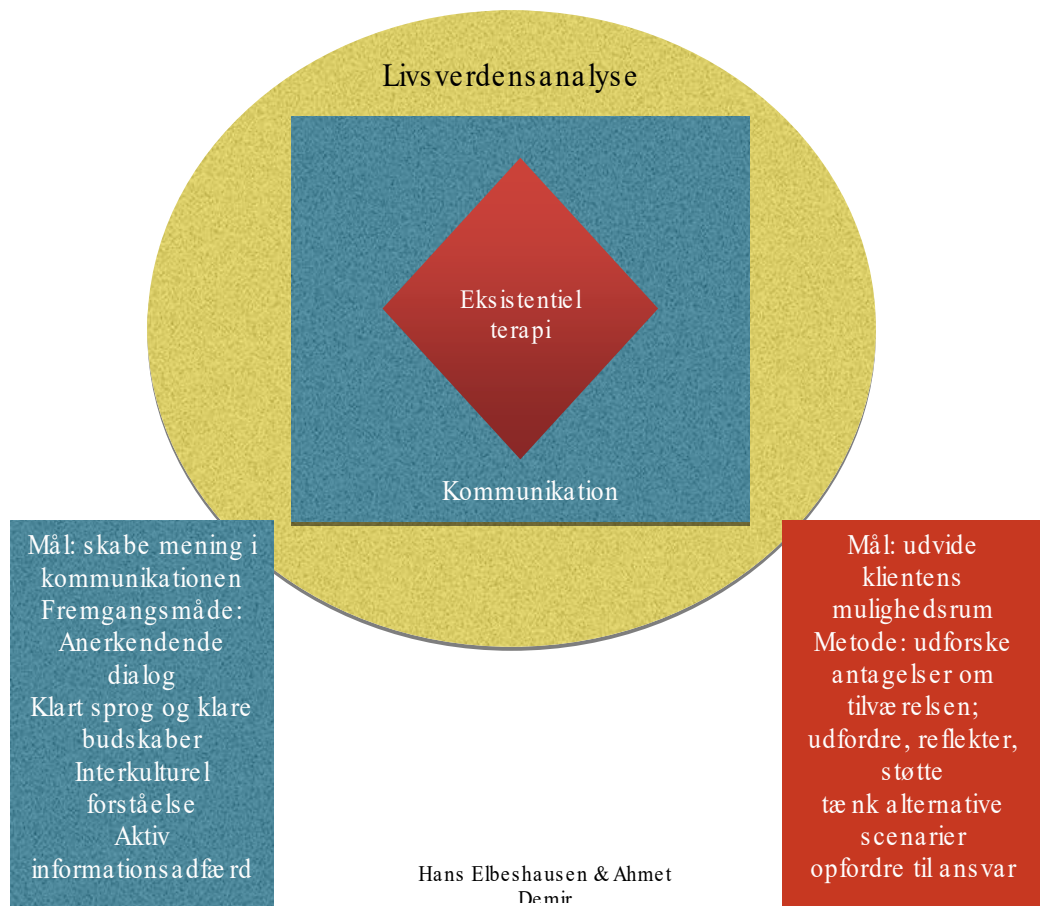 Livsverdensanalyse
Eksistentiel
terapi
Kommunikation
Mål: skabe mening i
kommunikationen
Fremgangsmåde:
Anerkendende
dialog
Klart sprog og klare
budskaber
Interkulturel
forståelse
Aktiv
informationsadfærd
Mål: udvide
klientens
mulighedsrum
Metode: udforske
antagelser om
tilværelsen;
udfordre, reflekter,
støtte
tænk alternative
scenarier
opfordre til ansvar
Hans Elbeshausen & Ahmet
Demir